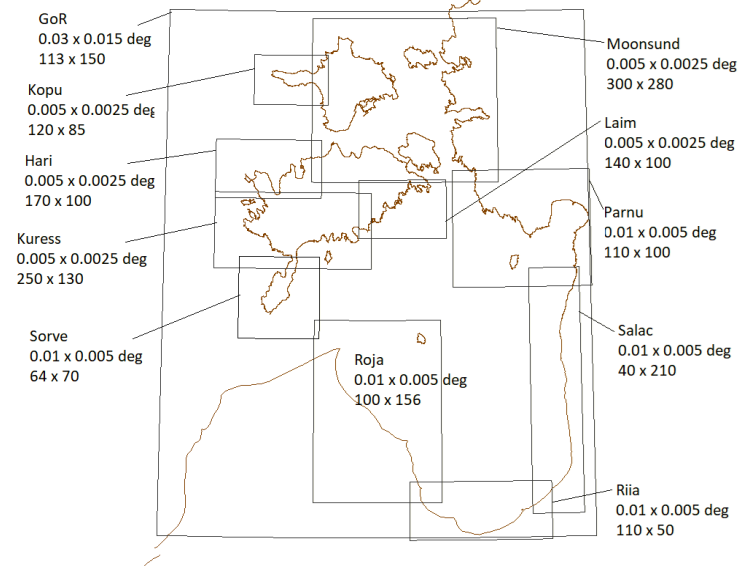 GoR
0.03 x 0.015 deg
113 x 150
Kopu
0.005 x 0.0025 deg
120 x 85
Hari
0.005 x 0.0025 deg
170 x 100
Kuress
0.005 x 0.0025 deg
250 x 130
Sorve
0.01 x 0.005 deg
64 x 70
Roja
0.01 x 0.005 deg
100 x 156
Moonsund
0.005 x 0.0025 deg
300 x 280
Laim
0.005 x 0.0025 deg
140 x 100
Parnu
0.01 x 0.005 deg
110 x 100
Salac
0.01 x 0.005 deg
40 x 210
Riia
0.01 x 0.005 deg
110 x 50